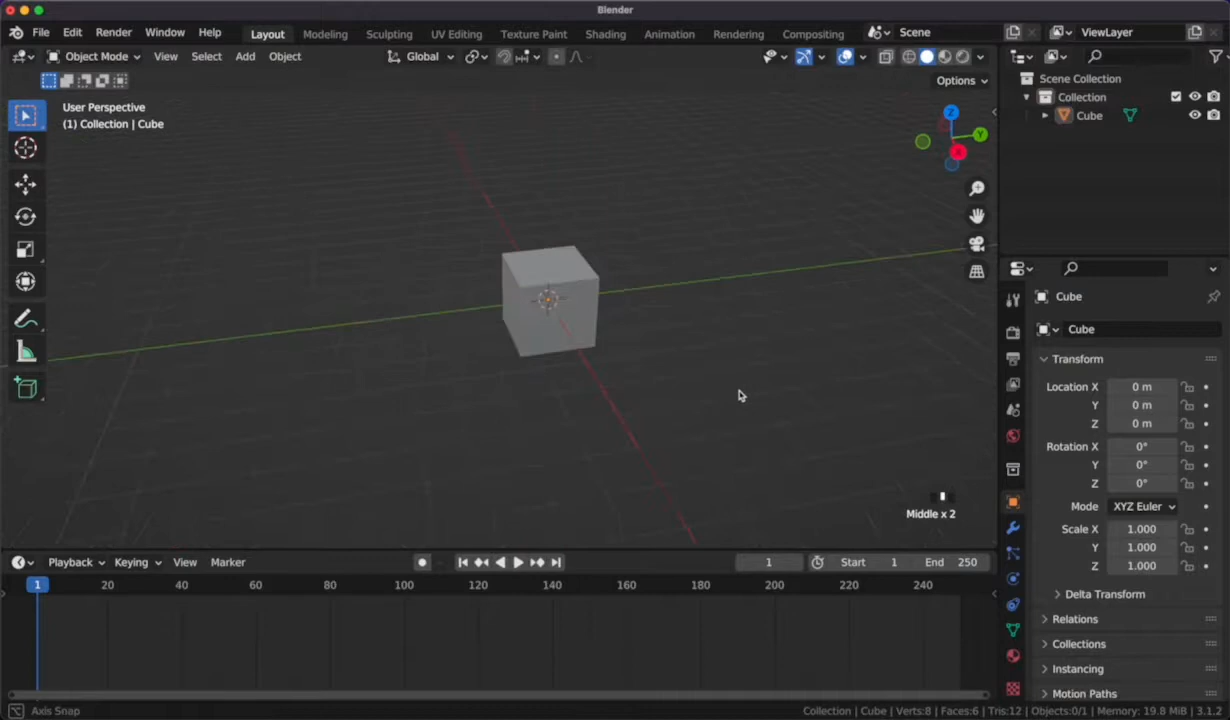 Blender
File Edit Render Window Help Layout Modeling Sculpting UV Editing Texture Paint Shading Animation Rendering Compositing Scene ViewLayer
Object Mode View Select Add Object Global
Options
User Perspective
(1) Collection | Cube
Z
Y
X
Middle x 2
Scene Collection
Collection
Cube
Cube
Cube
Transform
Location X 0 m
Y 0 m
Z 0 m
Rotation X 0°
Y 0°
Z 0°
Mode XYZ Euler
Scale X 1.000
Y 1.000
Z 1.000
Delta Transform
Relations
Collections
Instancing
Motion Paths
Playback Keying View Marker 1 Start 1 End 250
1 20 40 60 80 100 120 140 160 180 200 220 240
Axis Snap Collection | Cube | Verts:8 | Faces:6 | Tris:12 | Objects:0/1 | Memory: 19.8 MiB | 3.1.2